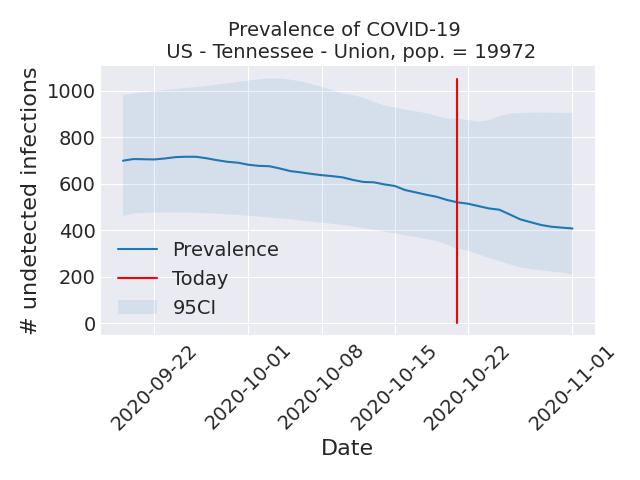 Prevalence of COVID-19
US - Tennessee - Union, pop. = 19972
# undetected infections
1000
800
600
400
200
0
Prevalence
Today
95CI
2020-09-22
2020-10-01
2020-10-08
2020-10-15
2020-10-22
2020-11-01
Date